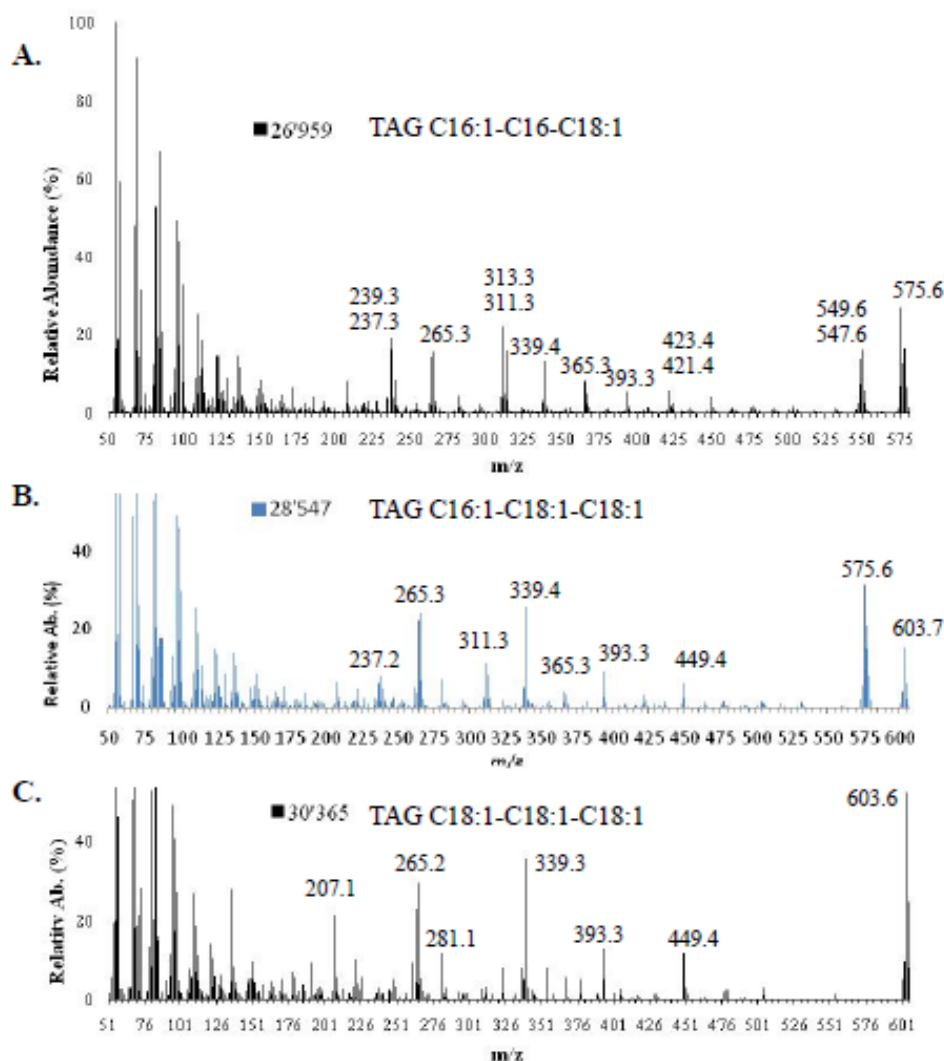 A.
100
80
60
40
20
0
Relative Abundance (%)
26'959 TAG C16:1-C16-C18:1
239.3
237.3
265.3
313.3
311.3
339.4
365.3
393.3
423.4
421.4
549.6
547.6
575.6
50 75 100 125 150 175 200 225 250 275 300 325 350 375 400 425 450 475 500 525 550 575
m/z
B.
40
20
0
Relative Ab. (%)
28'547 TAG C16:1-C18:1-C18:1
237.2
265.3
311.3
339.4
365.3
393.3
449.4
575.6
603.7
50 75 100 125 150 175 200 225 250 275 300 325 350 375 400 425 450 475 500 525 550 575 600
m/z
C.
40
20
0
Relativ Ab. (%)
30'365 TAG C18:1-C18:1-C18:1
207.1
265.2
281.1
339.3
393.3
449.4
603.6
51 76 101 126 151 176 201 226 251 276 301 326 351 376 401 426 451 476 501 526 551 576 601
m/z